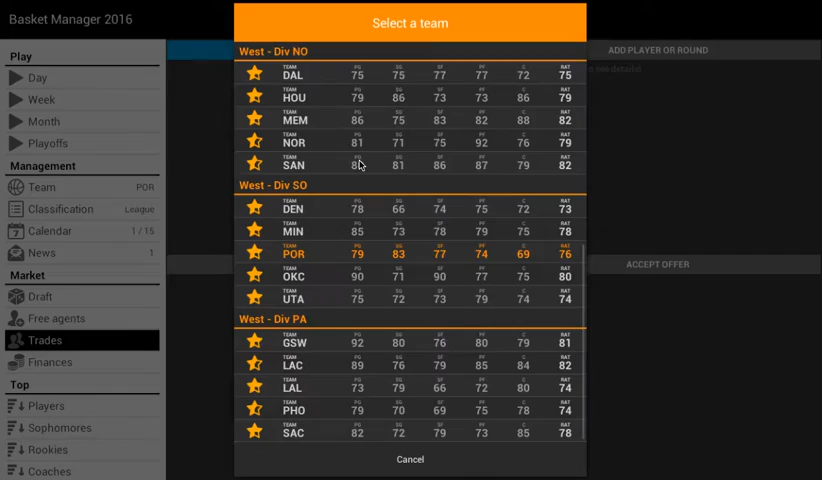 Basket Manager 2016
Play
Day
Week
Month
Playoffs
Management
Team POR
Classification League
Calendar 1 / 15
News 1
Market
Draft
Free agents
Trades
Finances
Top
Players
Sophomores
Rookies
Coaches
Select a team
West - Div NO
TEAM PG SG SF PF C RAT
DAL 75 75 77 77 72 75
TEAM PG SG SF PF C RAT
HOU 79 86 73 73 86 79
TEAM PG SG SF PF C RAT
MEM 86 75 83 82 88 82
TEAM PG SG SF PF C RAT
NOR 81 71 75 92 76 79
TEAM PG SG SF PF C RAT
SAN 81 86 87 79 82
West - Div SO
TEAM PG SG SF PF C RAT
DEN 78 66 74 75 72 73
TEAM PG SG SF PF C RAT
MIN 85 73 78 79 75 78
TEAM PG SG SF PF C RAT
POR 79 83 77 74 69 76
TEAM PG SG SF PF C RAT
OKC 90 71 90 77 75 80
TEAM PG SG SF PF C RAT
UTA 75 72 73 79 74 74
West - Div PA
TEAM PG SG SF PF C RAT
GSW 92 80 76 80 79 81
TEAM PG SG SF PF C RAT
LAC 89 76 79 85 84 82
TEAM PG SG SF PF C RAT
LAL 73 79 66 72 80 74
TEAM PG SG SF PF C RAT
PHO 79 70 69 75 78 74
TEAM PG SG SF PF C RAT
SAC 82 72 79 73 85 78
Cancel
ADD PLAYER OR ROUND
ACCEPT OFFER